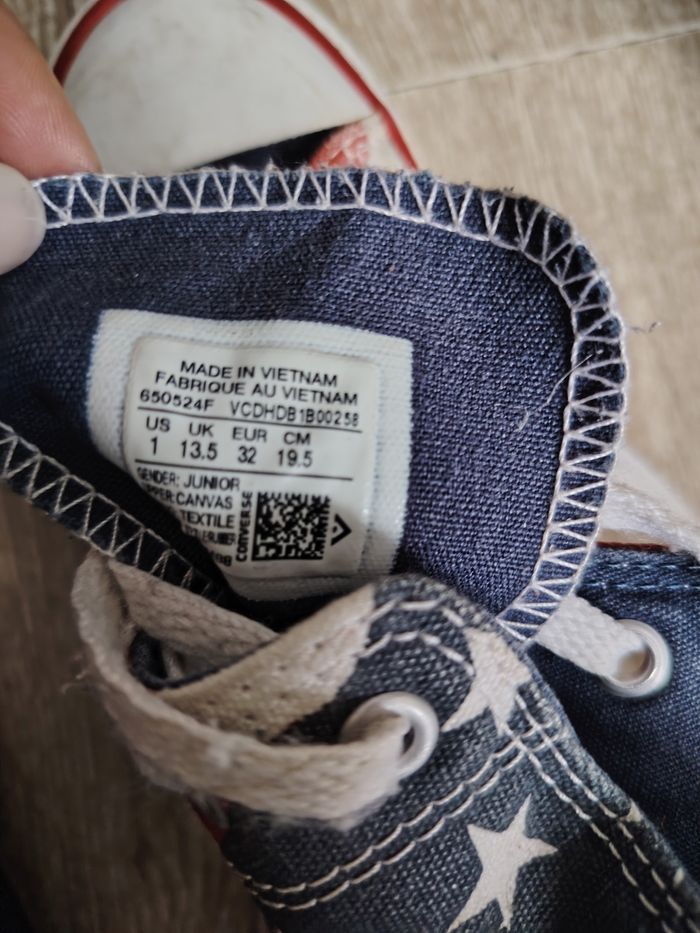 MADE IN VIETNAM
FABRIQUE AU VIETNAM
650524F VCDHDB1B00258
US UK EUR CM
1 13.5 32 19.5
GENDER: JUNIOR
CANVAS
TEXTILE
CONVERSE